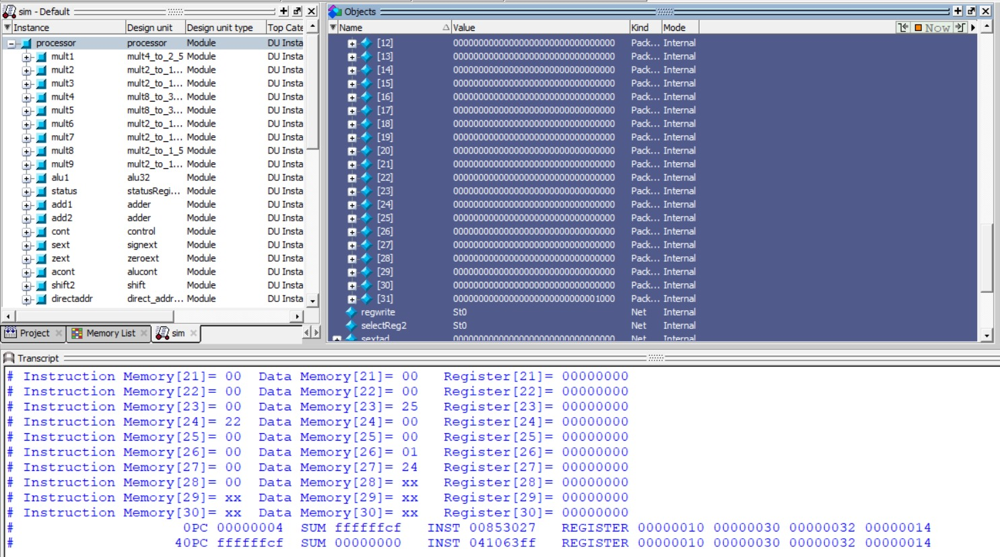 sim - Default
Instance Design unit Design unit type Top Cate
processor processor Module DU Insta
mult1 mult4_to_2_5 Module DU Insta
mult2 mult2_to_1... Module DU Insta
mult3 mult2_to_1... Module DU Insta
mult4 mult8_to_3... Module DU Insta
mult5 mult8_to_3... Module DU Insta
mult6 mult2_to_1... Module DU Insta
mult7 mult2_to_1... Module DU Insta
mult8 mult2_to_1_5 Module DU Insta
mult9 mult2_to_1... Module DU Insta
alu1 alu32 Module DU Insta
status statusRegi... Module DU Insta
add1 adder Module DU Insta
add2 adder Module DU Insta
cont control Module DU Insta
sext signext Module DU Insta
zext zeroext Module DU Insta
acont alucont Module DU Insta
shift2 shift Module DU Insta
directaddr direct_addr... Module DU Insta
Project Memory List sim
Objects
Name Value Kind Mode Now
[12] 00000000000000000000000000000000 Pack... Internal
[13] 00000000000000000000000000000000 Pack... Internal
[14] 00000000000000000000000000000000 Pack... Internal
[15] 00000000000000000000000000000000 Pack... Internal
[16] 00000000000000000000000000000000 Pack... Internal
[17] 00000000000000000000000000000000 Pack... Internal
[18] 00000000000000000000000000000000 Pack... Internal
[19] 00000000000000000000000000000000 Pack... Internal
[20] 00000000000000000000000000000000 Pack... Internal
[21] 00000000000000000000000000000000 Pack... Internal
[22] 00000000000000000000000000000000 Pack... Internal
[23] 00000000000000000000000000000000 Pack... Internal
[24] 00000000000000000000000000000000 Pack... Internal
[25] 00000000000000000000000000000000 Pack... Internal
[26] 00000000000000000000000000000000 Pack... Internal
[27] 00000000000000000000000000000000 Pack... Internal
[28] 00000000000000000000000000000000 Pack... Internal
[29] 00000000000000000000000000000000 Pack... Internal
[30] 00000000000000000000000000000000 Pack... Internal
[31] 00000000000000000000000000001000 Pack... Internal
regwrite St0 Net Internal
selectReg2 St0 Net Internal
sextad 00000000000000000000000000000000 Net Internal
Transcript
# Instruction Memory[21]= 00 Data Memory[21]= 00 Register[21]= 00000000
# Instruction Memory[22]= 00 Data Memory[22]= 00 Register[22]= 00000000
# Instruction Memory[23]= 00 Data Memory[23]= 25 Register[23]= 00000000
# Instruction Memory[24]= 22 Data Memory[24]= 00 Register[24]= 00000000
# Instruction Memory[25]= 00 Data Memory[25]= 00 Register[25]= 00000000
# Instruction Memory[26]= 00 Data Memory[26]= 01 Register[26]= 00000000
# Instruction Memory[27]= 00 Data Memory[27]= 24 Register[27]= 00000000
# Instruction Memory[28]= 00 Data Memory[28]= xx Register[28]= 00000000
# Instruction Memory[29]= xx Data Memory[29]= xx Register[29]= 00000000
# Instruction Memory[30]= xx Data Memory[30]= xx Register[30]= 00000000
# 0PC 00000004 SUM ffffffcf INST 00853027 REGISTER 00000010 00000030 00000032 00000014
# 40PC ffffffcf SUM 00000000 INST 041063ff REGISTER 00000010 00000030 00000032 00000014